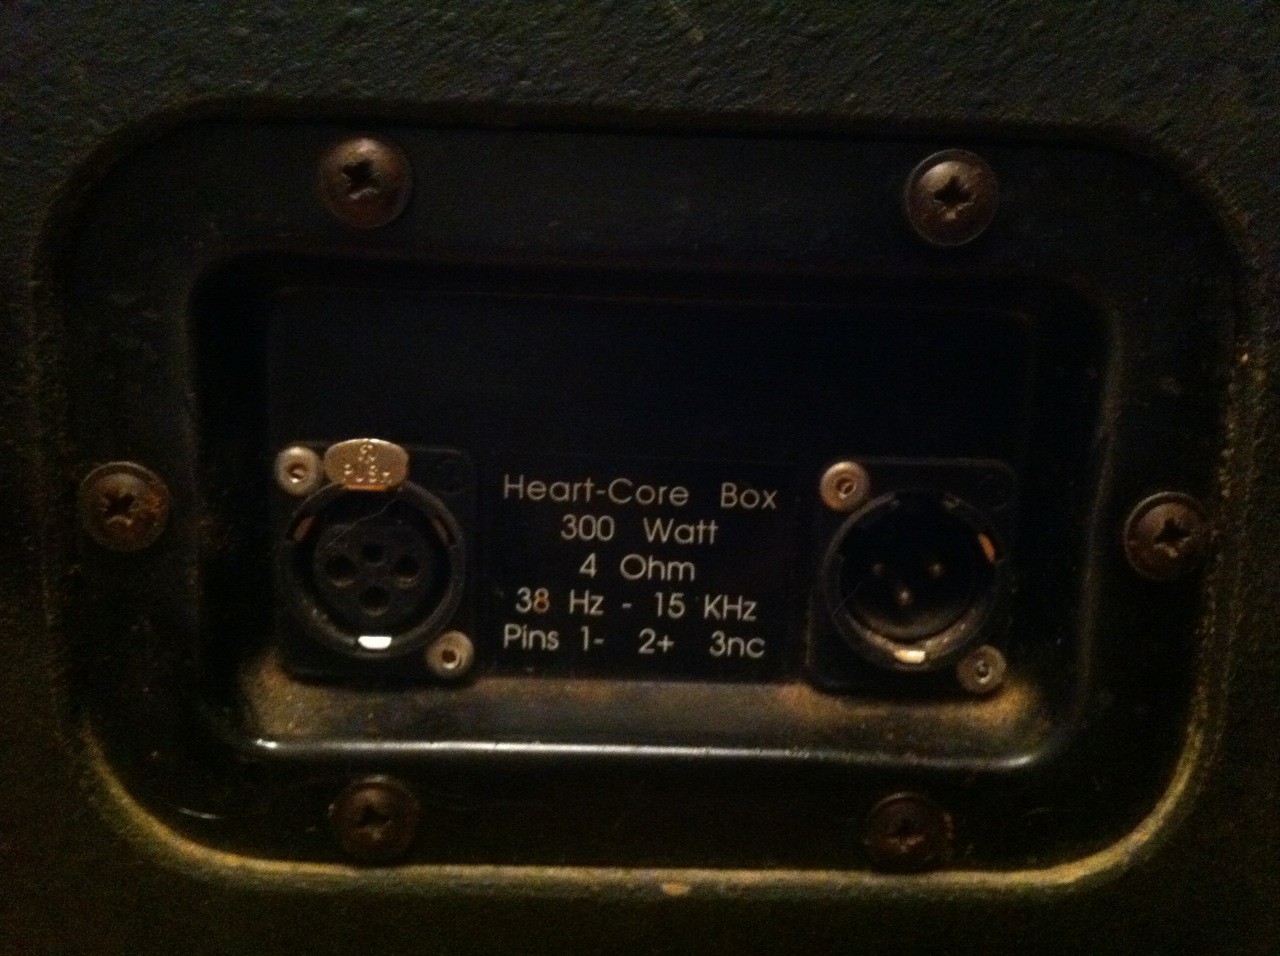 PUSH
Heart-Core Box
300 Watt
4 Ohm
38 Hz - 15 KHz
Pins 1- 2+ 3nc